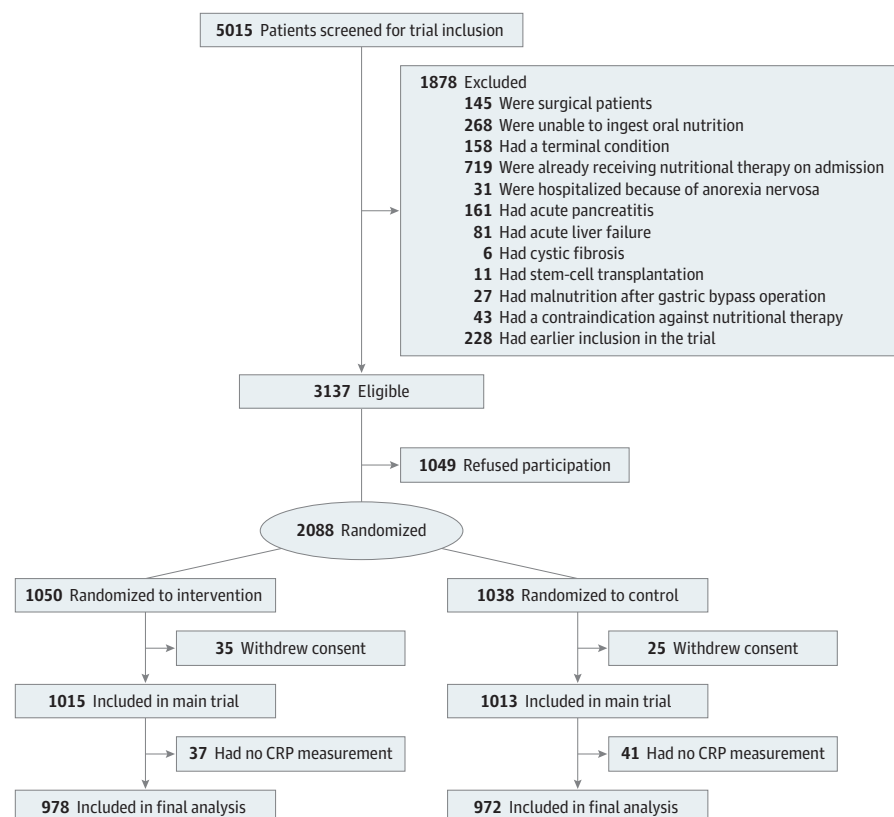 5015 Patients screened for trial inclusion
1878 Excluded
145 Were surgical patients
268 Were unable to ingest oral nutrition
158 Had a terminal condition
719 Were already receiving nutritional therapy on admission
31 Were hospitalized because of anorexia nervosa
161 Had acute pancreatitis
81 Had acute liver failure
6 Had cystic fibrosis
11 Had stem-cell transplantation
27 Had malnutrition after gastric bypass operation
43 Had a contraindication against nutritional therapy
228 Had earlier inclusion in the trial
3137 Eligible
1049 Refused participation
2088 Randomized
1050 Randomized to intervention
1038 Randomized to control
35 Withdrew consent
25 Withdrew consent
1015 Included in main trial
1013 Included in main trial
37 Had no CRP measurement
41 Had no CRP measurement
978 Included in final analysis
972 Included in final analysis